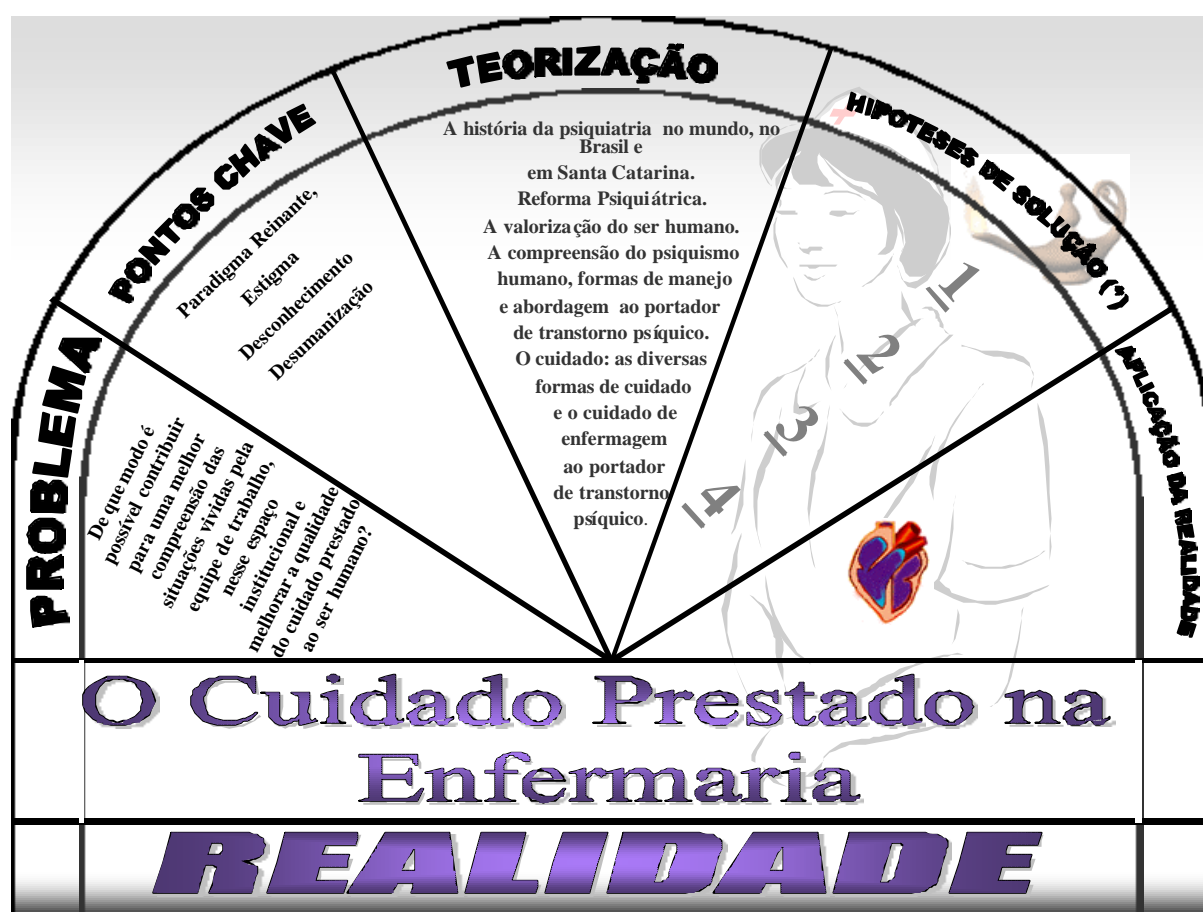 PROBLEMA
De que modo é
possível contribuir
para uma melhor
compreensão das
situações vividas pela
equipe de trabalho,
nesse espaço
institucional e
melhorar a qualidade
do cuidado prestado
ao ser humano?
PONTOS CHAVE
Paradigma Reinante,
Estigma
Desconhecimento
Desumanização
TEORIZAÇÃO
A história da psiquiatria no mundo, no
Brasil e
em Santa Catarina.
Reforma Psiquiátrica.
A valorização do ser humano.
A compreensão do psiquismo
humano, formas de manejo
e abordagem ao portador
de transtorno psíquico.
O cuidado: as diversas
formas de cuidado
e o cuidado de
enfermagem
ao portador
de transtorno
psíquico.
HIPOTESES DE SOLUÇÃO (*)
1
2
3
4
APLICAÇÃO DA REALIDADE
O Cuidado Prestado na
Enfermaria
REALIDADE